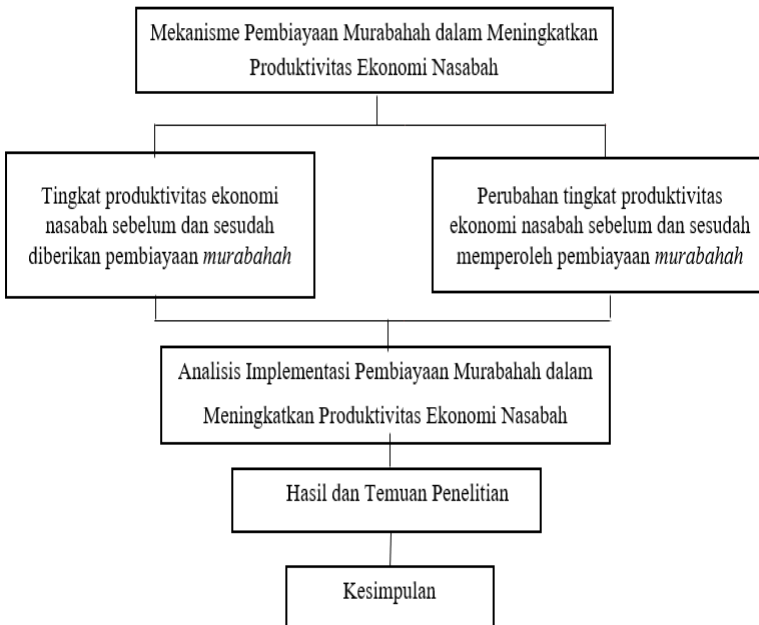 Mekanisme Pembiayaan Murabahah dalam Meningkatkan
Produktivitas Ekonomi Nasabah
Tingkat produktivitas ekonomi
nasabah sebelum dan sesudah
diberikan pembiayaan murabahah
Perubahan tingkat produktivitas
ekonomi nasabah sebelum dan sesudah
memperoleh pembiayaan murabahah
Analisis Implementasi Pembiayaan Murabahah dalam
Meningkatkan Produktivitas Ekonomi Nasabah
Hasil dan Temuan Penelitian
Kesimpulan